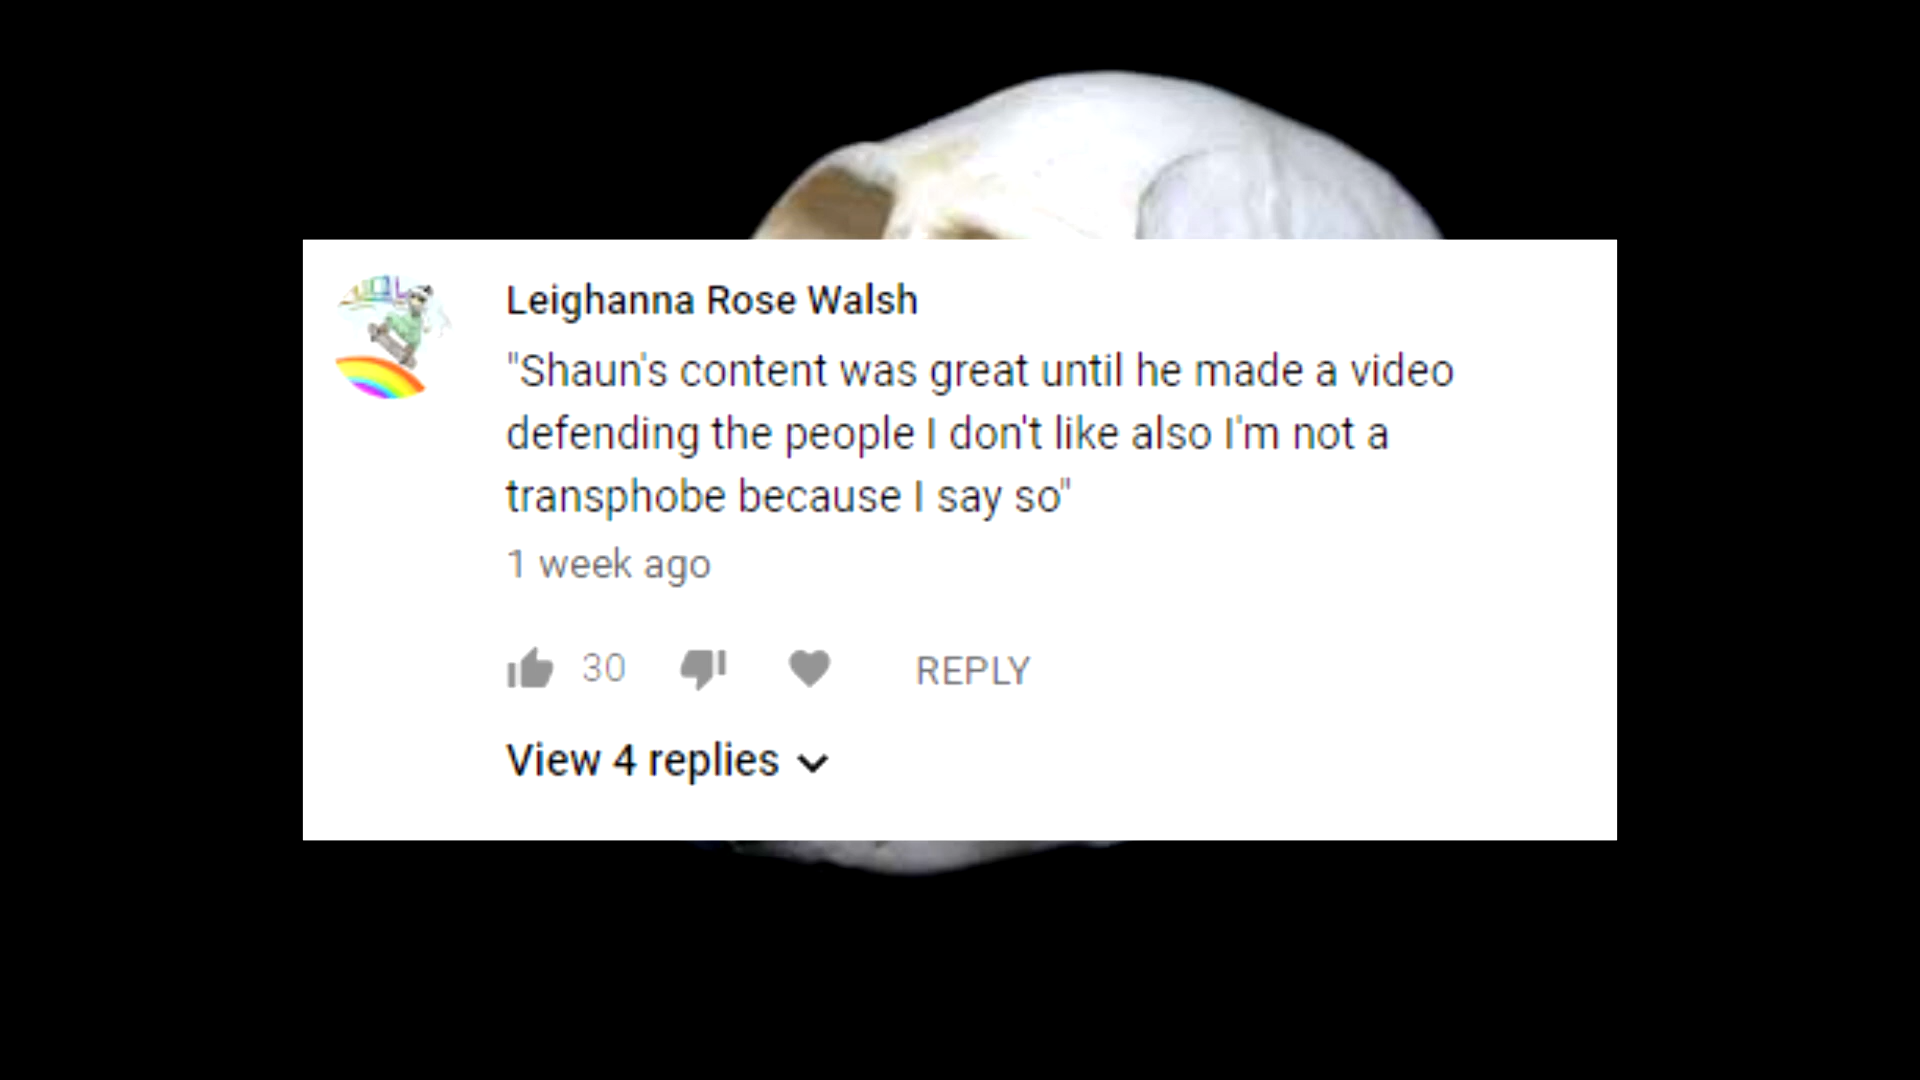 Leighanna Rose Walsh
"Shaun's content was great until he made a video
defending the people I don't like also I'm not a
transphobe because I say so"
1 week ago
30
REPLY
View 4 replies